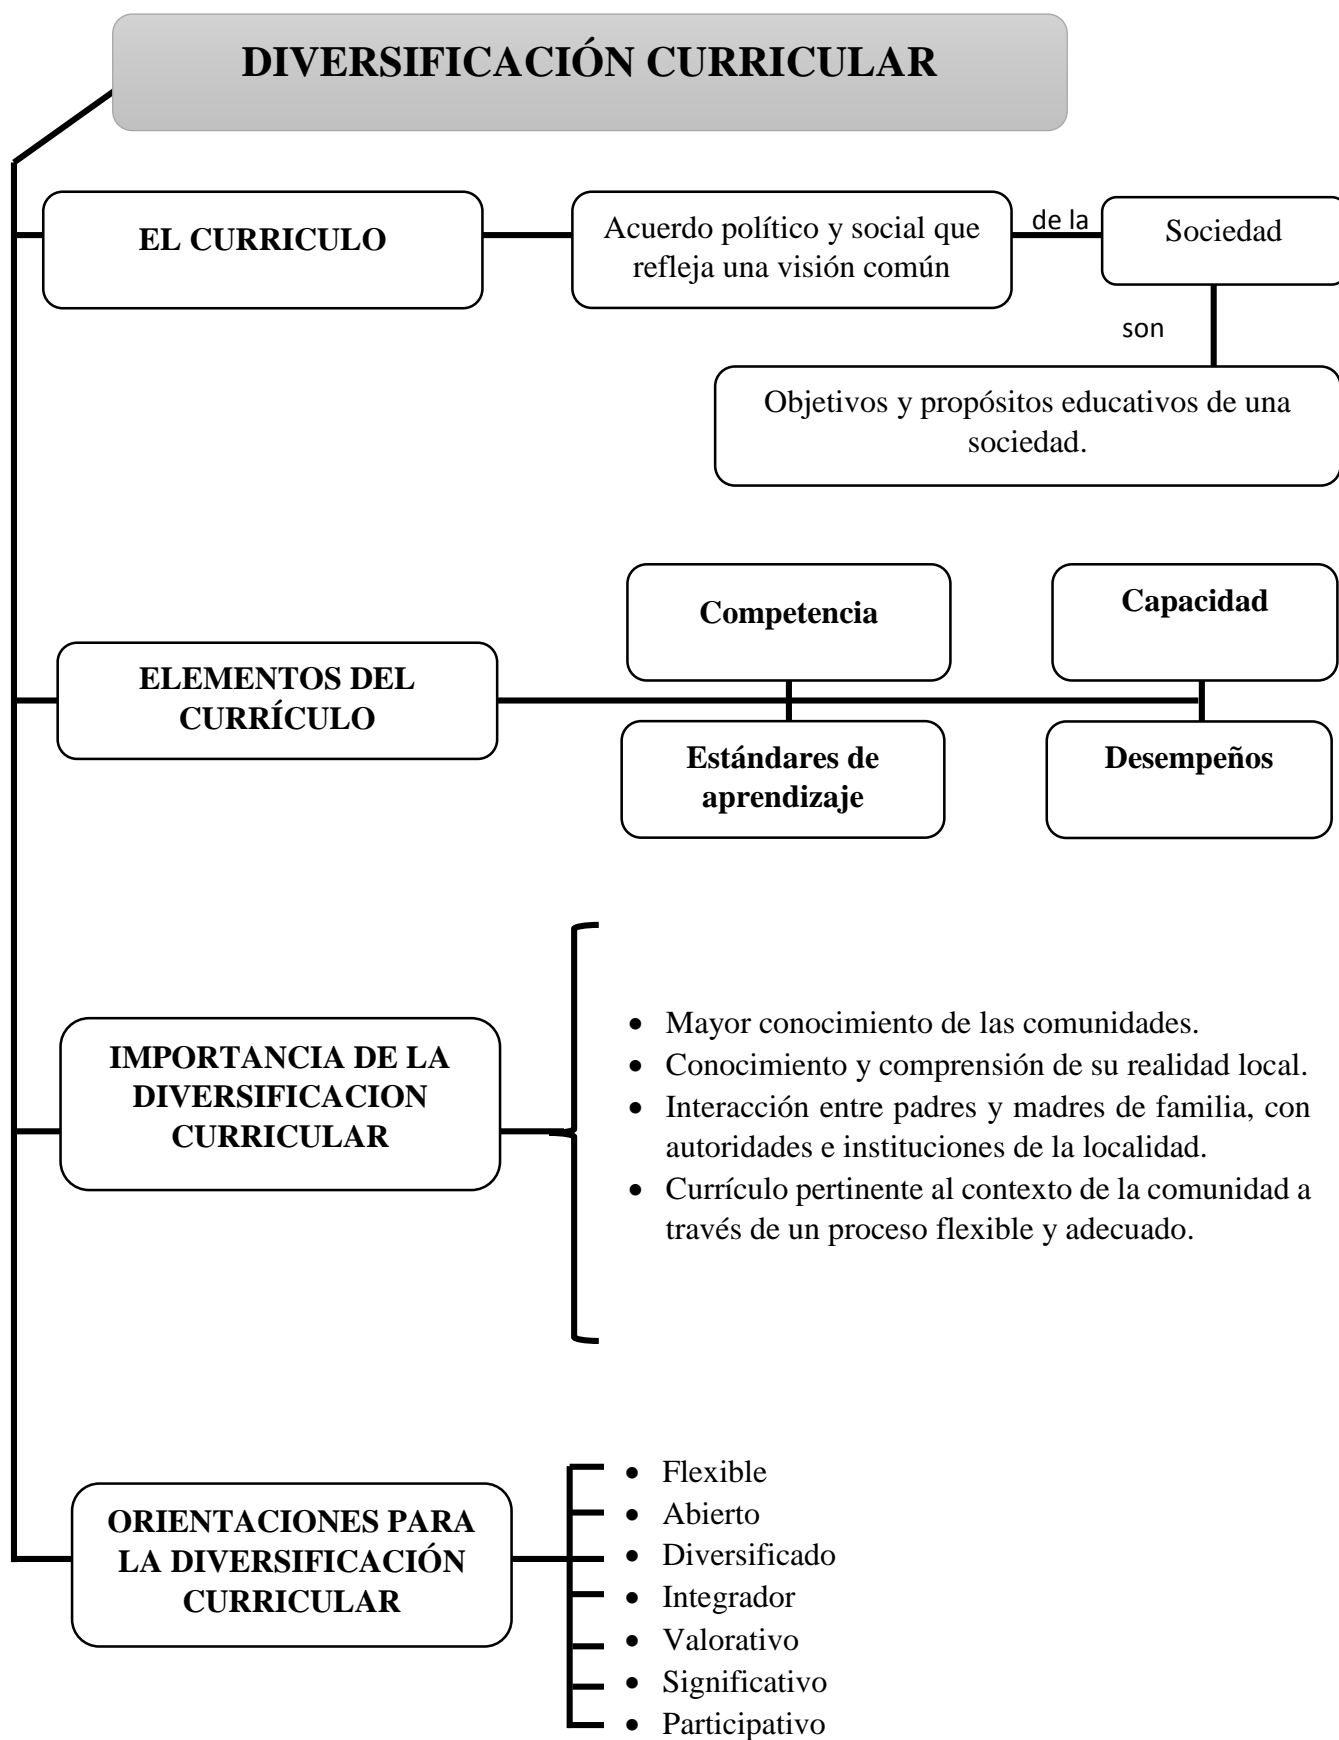 DIVERSIFICACIÓN CURRICULAR
EL CURRICULO
Acuerdo político y social que
refleja una visión común
de la
Sociedad
son
Objetivos y propósitos educativos de una
sociedad.
ELEMENTOS DEL
CURRÍCULO
Competencia
Capacidad
Estándares de
aprendizaje
Desempeños
IMPORTANCIA DE LA
DIVERSIFICACION
CURRICULAR
• Mayor conocimiento de las comunidades.
• Conocimiento y comprensión de su realidad local.
• Interacción entre padres y madres de familia, con
autoridades e instituciones de la localidad.
• Currículo pertinente al contexto de la comunidad a
través de un proceso flexible y adecuado.
ORIENTACIONES PARA
LA DIVERSIFICACIÓN
CURRICULAR
• Flexible
• Abierto
• Diversificado
• Integrador
• Valorativo
• Significativo
• Participativo